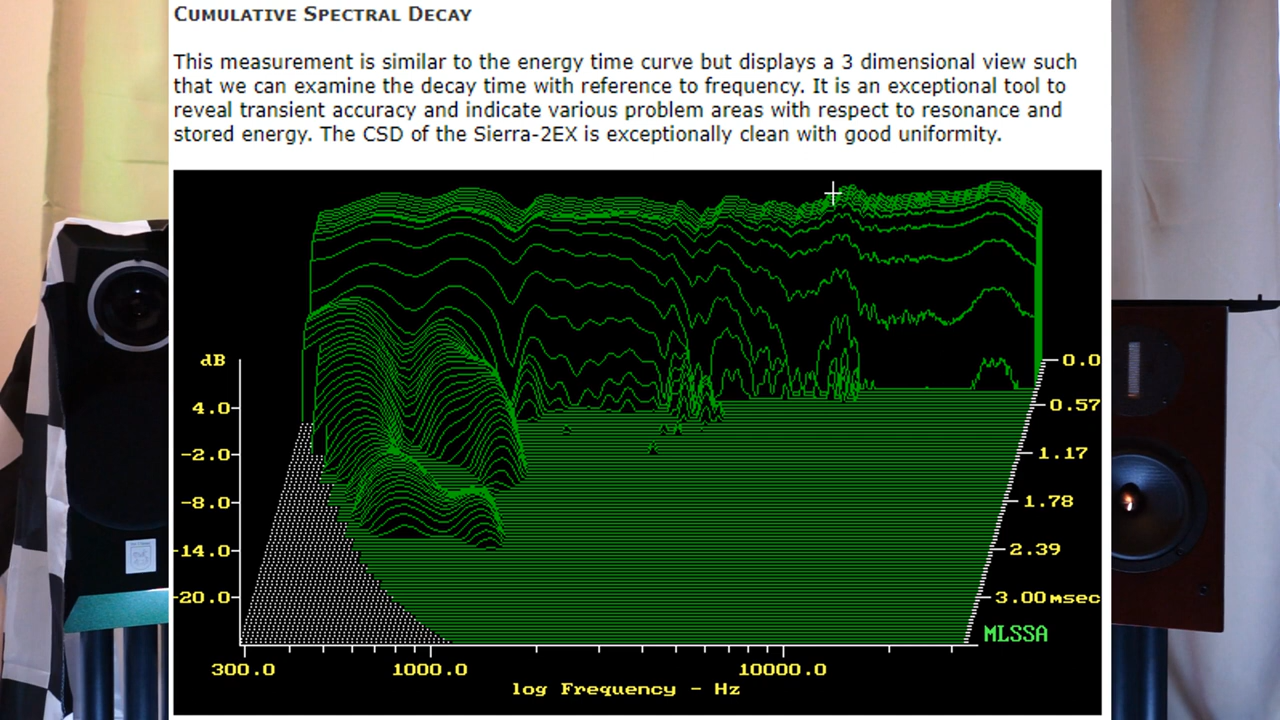 CUMULATIVE SPECTRAL DECAY
This measurement is similar to the energy time curve but displays a 3 dimensional view such
that we can examine the decay time with reference to frequency. It is an exceptional tool to
reveal transient accuracy and indicate various problem areas with respect to resonance and
stored energy. The CSD of the Sierra-2EX is exceptionally clean with good uniformity.
dB
4.0
-2.0
-8.0
-14.0
-20.0
0.0
0.57
1.17
1.78
2.39
3.00 msec
MLSSA
300.0 1000.0 10000.0
log Frequency - Hz